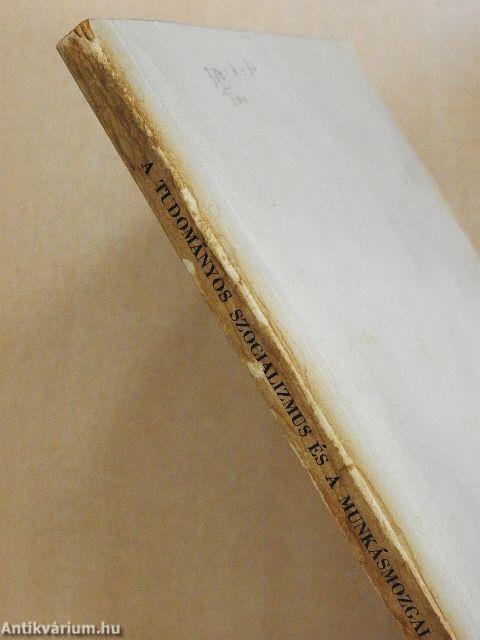 A TUDOMÁNYOS SZOCIALIZMUS ÉS A MUNKÁSMOZGAL
Antikvárium.hu